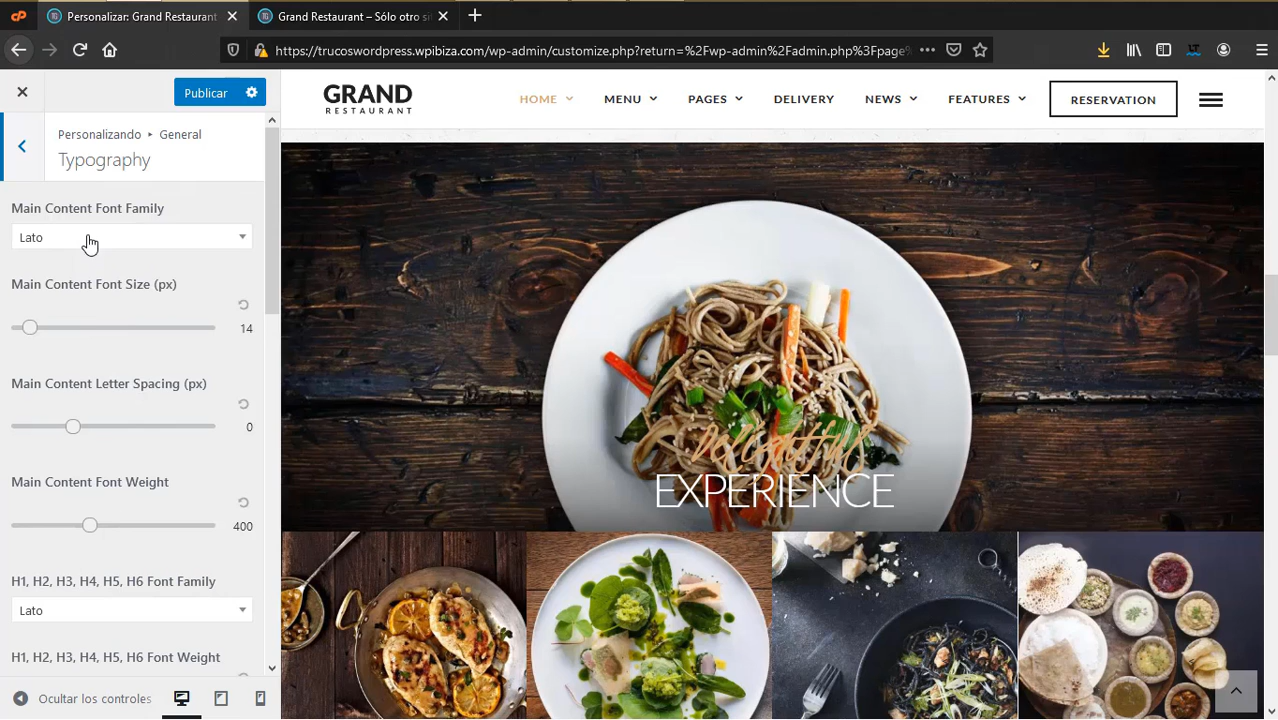 Personalizar: Grand Restaurant
Grand Restaurant – Sólo otro si
https://trucoswordpress.wpibiza.com/wp-admin/customize.php?return=%2Fwp-admin%2Fadmin.php%3Fpage
Publicar
GRAND
RESTAURANT
HOME
MENU
PAGES
DELIVERY
NEWS
FEATURES
RESERVATION
Personalizando ▸ General
Typography
Main Content Font Family
Lato
Main Content Font Size (px)
14
Main Content Letter Spacing (px)
0
Main Content Font Weight
400
H1, H2, H3, H4, H5, H6 Font Family
Lato
H1, H2, H3, H4, H5, H6 Font Weight
Ocultar los controles
Delightful
EXPERIENCE